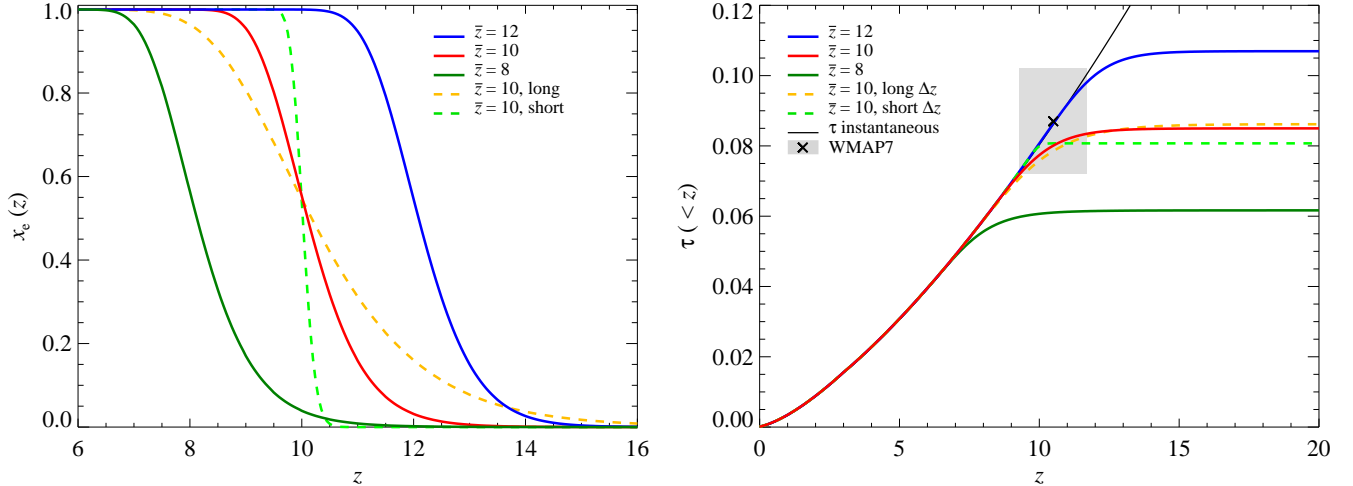 1.0
0.8
0.6
0.4
0.2
0.0
x_e (z)
z̄ = 12
z̄ = 10
z̄ = 8
z̄ = 10, long
z̄ = 10, short
6 8 10 12 14 16
z
0.12
0.10
0.08
0.06
0.04
0.02
0.00
τ ( < z)
z̄ = 12
z̄ = 10
z̄ = 8
z̄ = 10, long Δz
z̄ = 10, short Δz
τ instantaneous
WMAP7
0 5 10 15 20
z